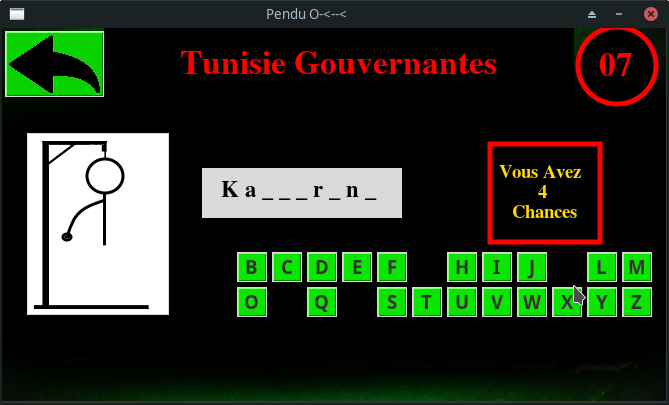 Pendu O-<--<
Tunisie Gouvernantes
07
K a _ _ _ r _ n _
Vous Avez
4
Chances
B C D E F H I J L M
O Q S T U V W X Y Z